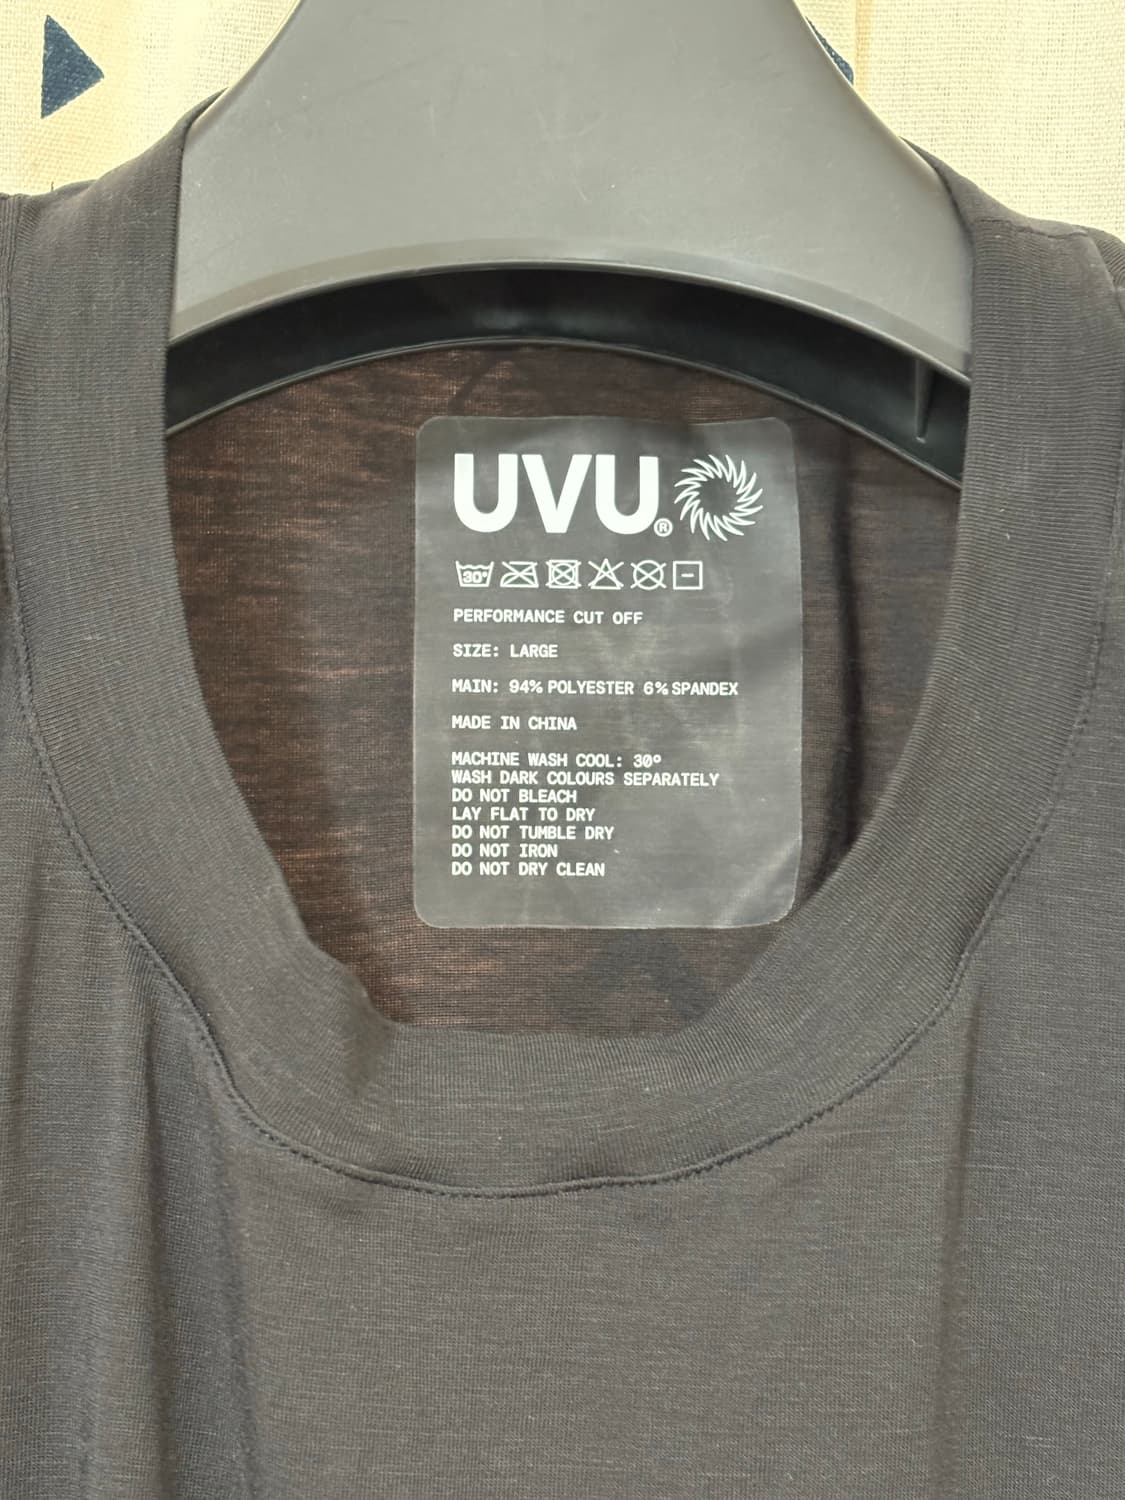 UVU®
30°
PERFORMANCE CUT OFF
SIZE: LARGE
MAIN: 94% POLYESTER 6% SPANDEX
MADE IN CHINA
MACHINE WASH COOL: 30°
WASH DARK COLOURS SEPARATELY
DO NOT BLEACH
LAY FLAT TO DRY
DO NOT TUMBLE DRY
DO NOT IRON
DO NOT DRY CLEAN